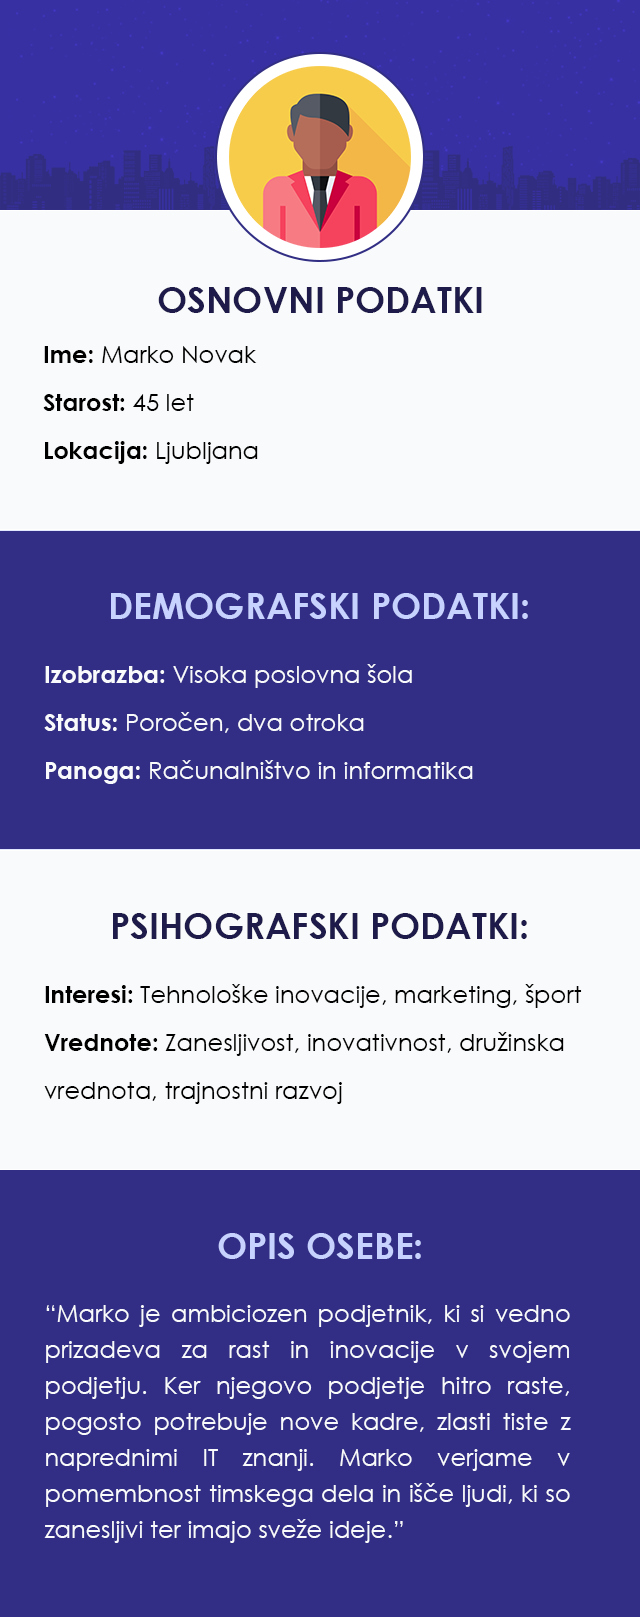 OSNOVNI PODATKI
Ime: Marko Novak
Starost: 45 let
Lokacija: Ljubljana
DEMOGRAFSKI PODATKI:
Izobrazba: Visoka poslovna šola
Status: Poročen, dva otroka
Panoga: Računalništvo in informatika
PSIHOGRAFSKI PODATKI:
Interesi: Tehnološke inovacije, marketing, šport
Vrednote: Zanesljivost, inovativnost, družinska
vrednota, trajnostni razvoj
OPIS OSEBE:
“Marko je ambiciozen podjetnik, ki si vedno
prizadeva za rast in inovacije v svojem
podjetju. Ker njegovo podjetje hitro raste,
pogosto potrebuje nove kadre, zlasti tiste z
naprednimi IT znanji. Marko verjame v
pomembnost timskega dela in išče ljudi, ki so
zanesljivi ter imajo sveže ideje.”